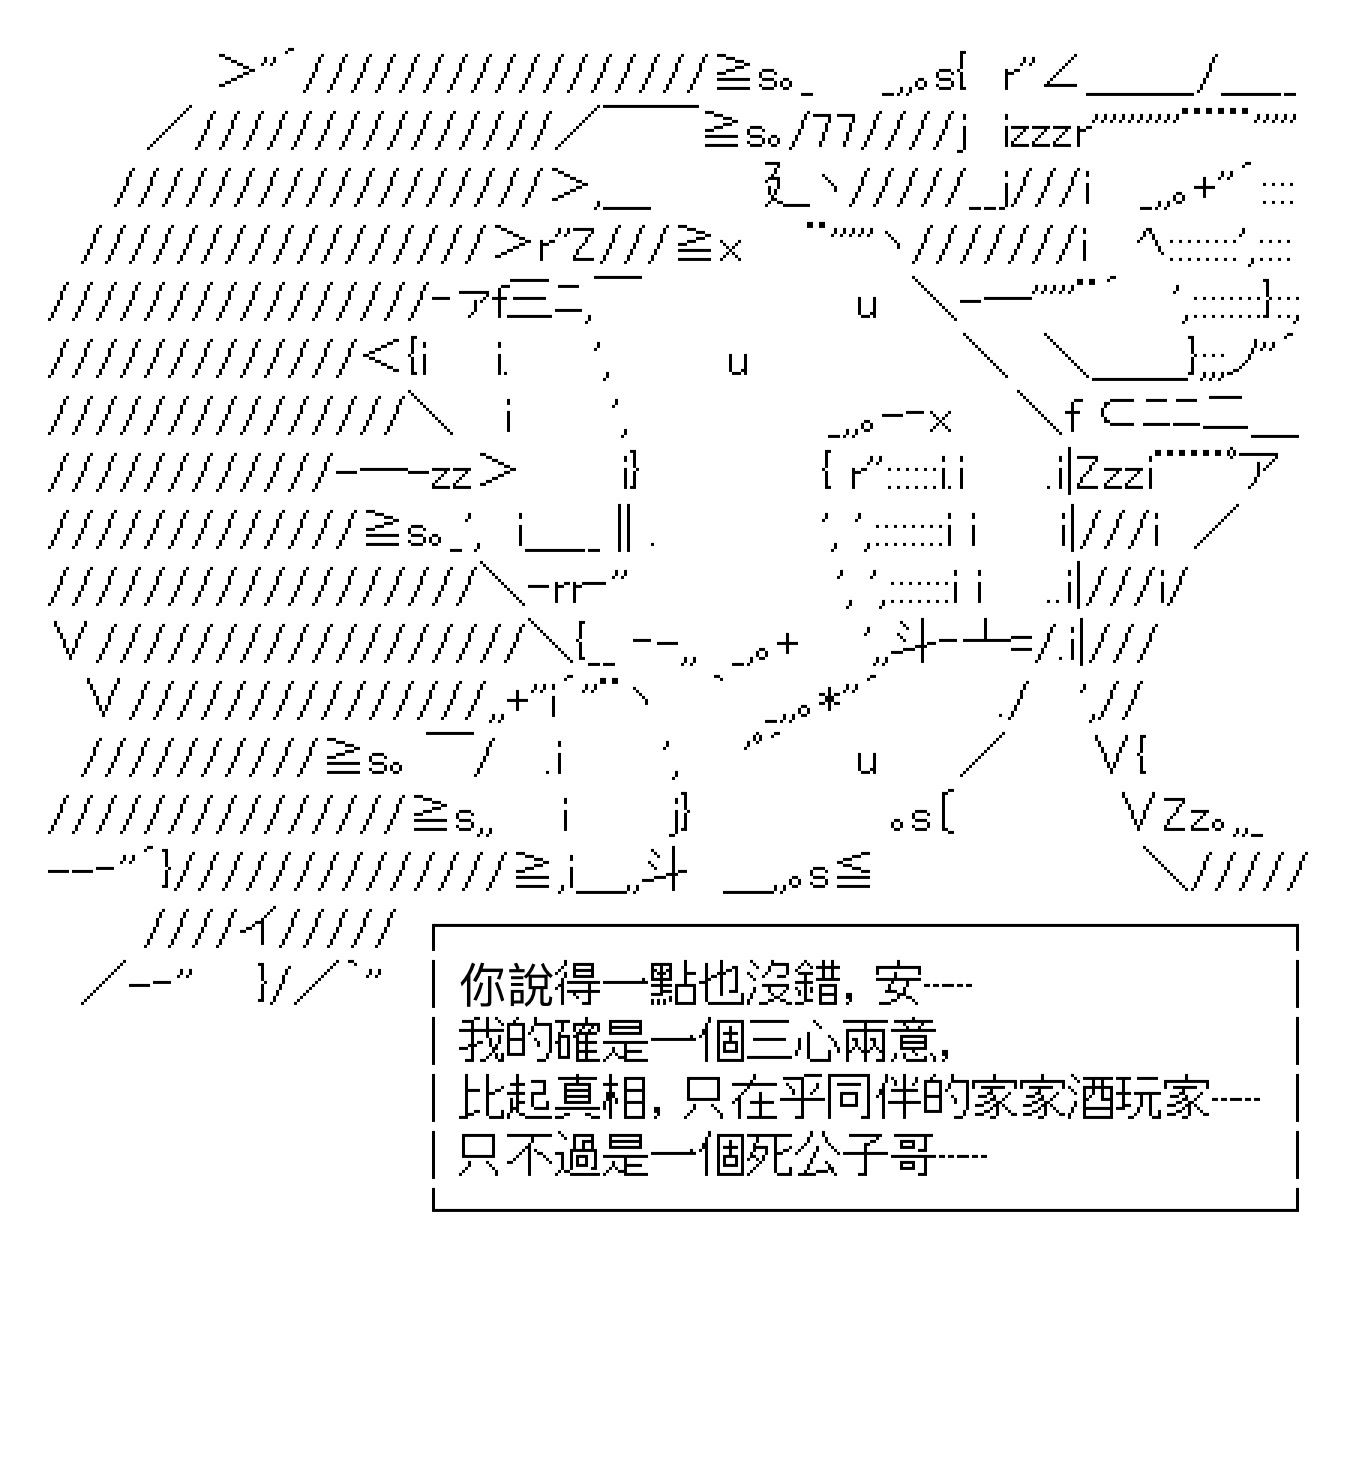 你說得一點也沒錯，安┄┄
我的確是一個三心兩意，
比起真相，只在乎同伴的家家酒玩家┄┄
只不過是一個死公子哥┄┄